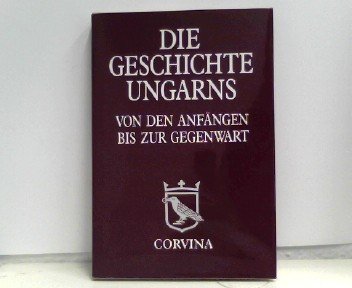 DIE
GESCHICHTE
UNGARNS
VON DEN ANFÄNGEN
BIS ZUR GEGENWART
CORVINA